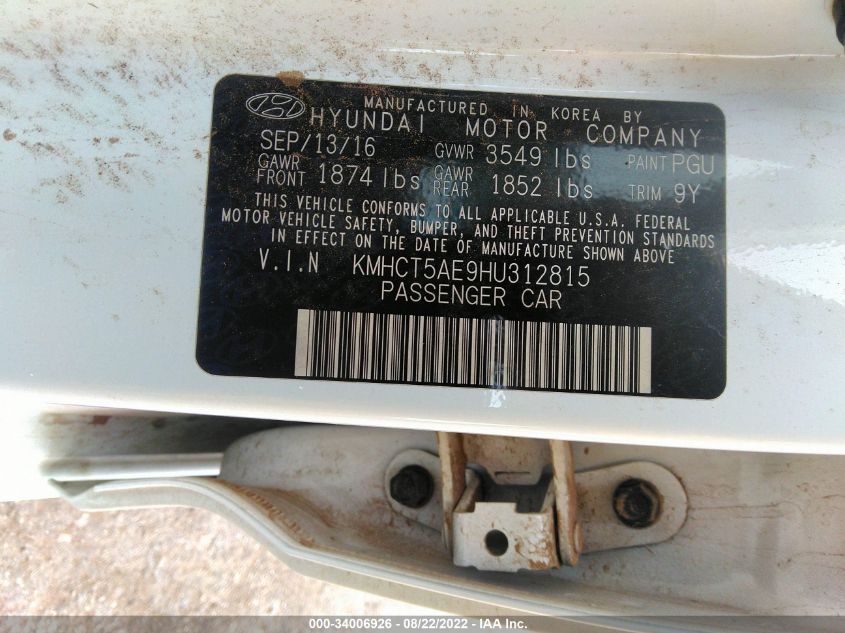 MANUFACTURED IN KOREA BY
HYUNDAI MOTOR COMPANY
SEP/13/16 GVWR 3549 lbs PAINT PGU
GAWR FRONT 1874 lbs GAWR REAR 1852 lbs TRIM 9Y
THIS VEHICLE CONFORMS TO ALL APPLICABLE U.S.A. FEDERAL
MOTOR VEHICLE SAFETY, BUMPER, AND THEFT PREVENTION STANDARDS
IN EFFECT ON THE DATE OF MANUFACTURE SHOWN ABOVE.
V.I.N KMHCT5AE9HU312815
PASSENGER CAR
000-34006926 - 08/22/2022 - IAA Inc.